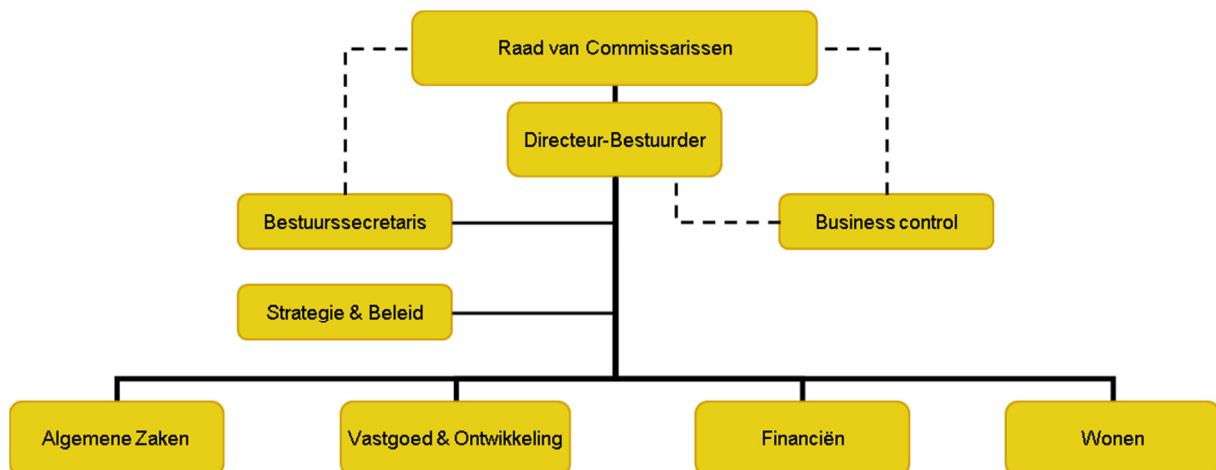 Raad van Commissarissen
Directeur-Bestuurder
Bestuurssecretaris
Business control
Strategie & Beleid
Algemene Zaken
Vastgoed & Ontwikkeling
Financiën
Wonen